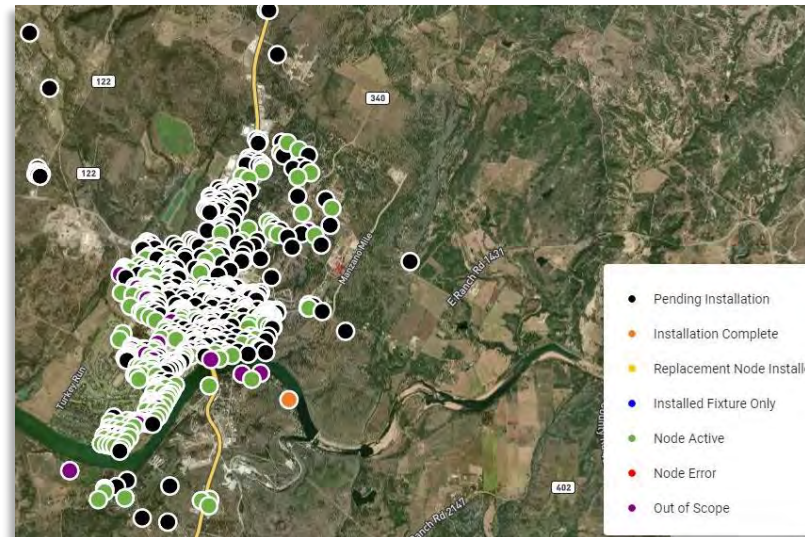 122
340
122
Manzano Mile
E Ranch Rd 1431
Turkey Run
402
Ranch Rd 2147
Pending Installation
Installation Complete
Replacement Node Installe
Installed Fixture Only
Node Active
Node Error
Out of Scope